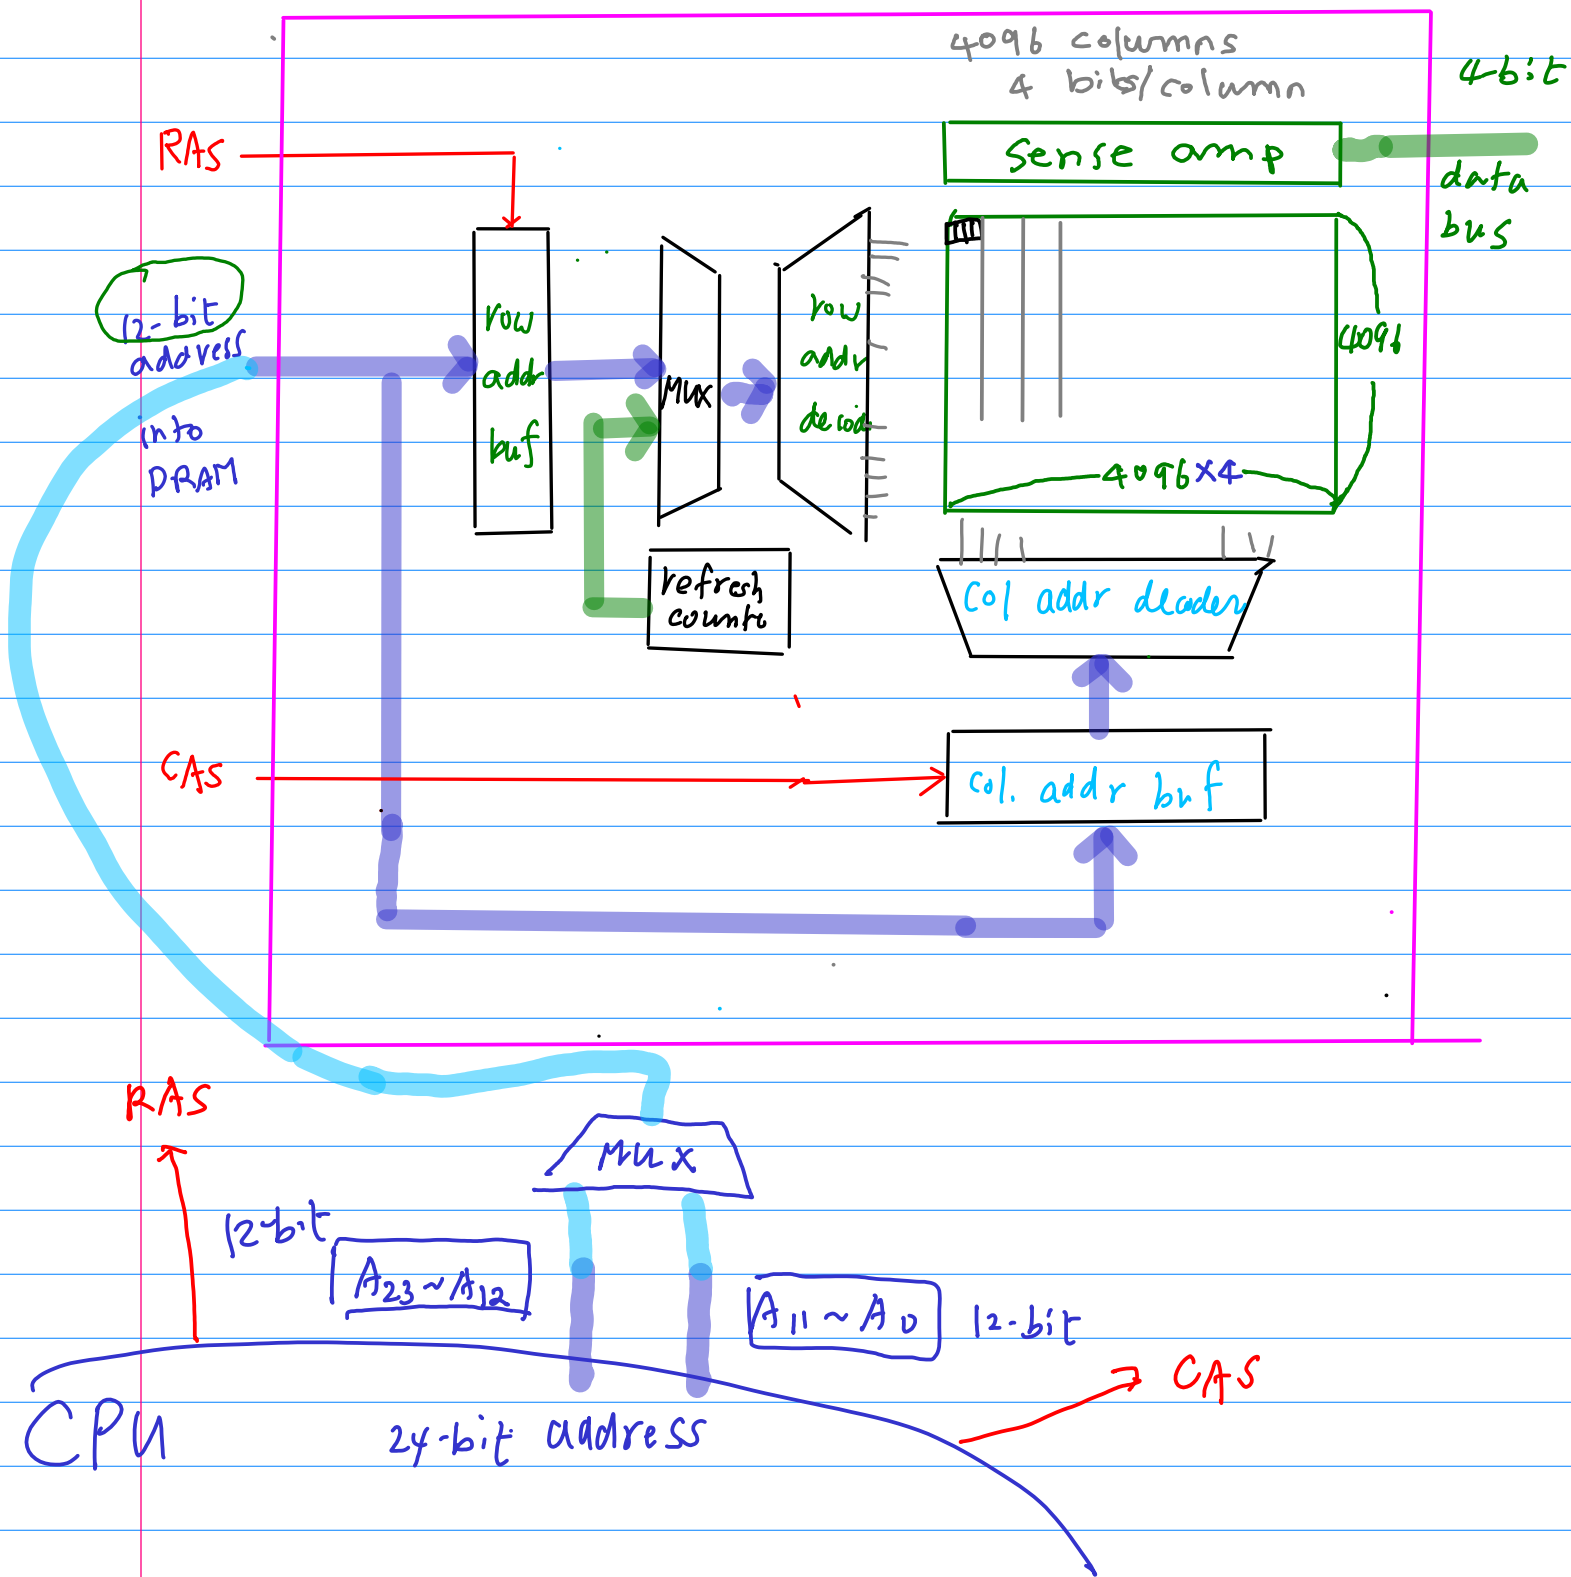 4096 columns
4 bits/column
4-bit
data
bus
RAS
Sense amp
12-bit
address
into
DRAM
row
addr
buf
MUX
row
addr
4096
4096x4
refresh
Col addr decoder
CAS
col. addr buf
RAS
MUX
12-bit
A23~A12
A11~A0
12-bit
CAS
CPU
24-bit address